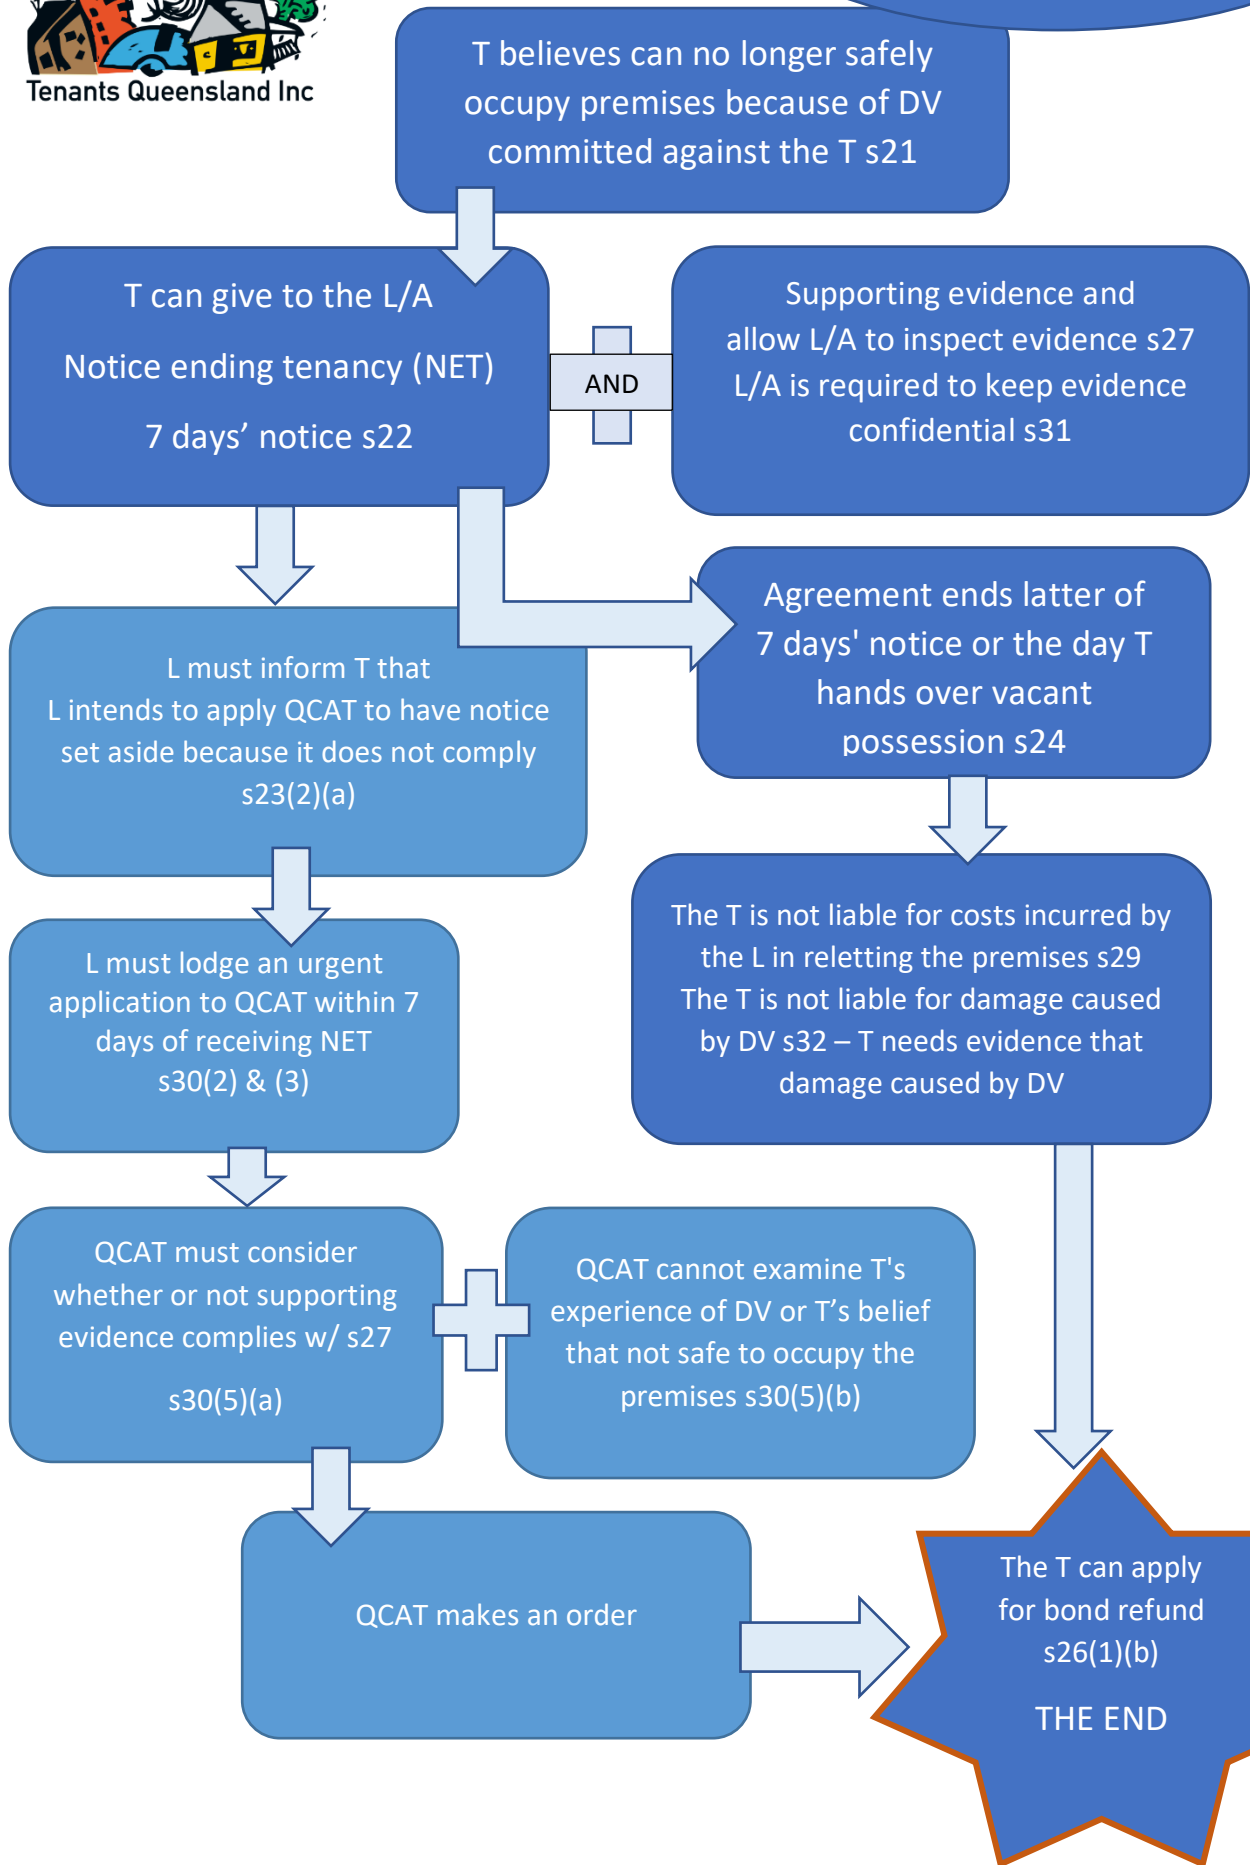 Tenants Queensland Inc
T believes can no longer safely
occupy premises because of DV
committed against the T s21
T can give to the L/A
Notice ending tenancy (NET)
7 days’ notice s22
AND
Supporting evidence and
allow L/A to inspect evidence s27
L/A is required to keep evidence
confidential s31
L must inform T that
L intends to apply QCAT to have notice
set aside because it does not comply
s23(2)(a)
Agreement ends latter of
7 days' notice or the day T
hands over vacant
possession s24
L must lodge an urgent
application to QCAT within 7
days of receiving NET
s30(2) & (3)
The T is not liable for costs incurred by
the L in reletting the premises s29
The T is not liable for damage caused
by DV s32 – T needs evidence that
damage caused by DV
QCAT must consider
whether or not supporting
evidence complies w/ s27
s30(5)(a)
QCAT cannot examine T's
experience of DV or T’s belief
that not safe to occupy the
premises s30(5)(b)
QCAT makes an order
The T can apply
for bond refund
s26(1)(b)
THE END